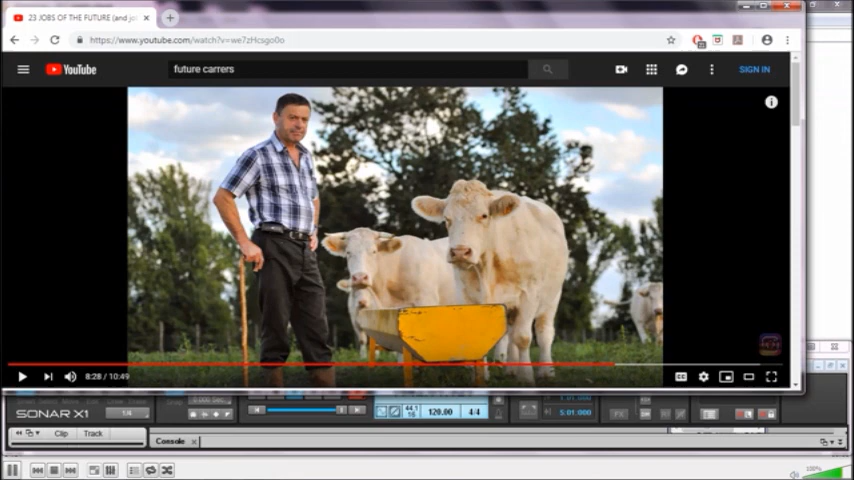 23 JOBS OF THE FUTURE (and jo
https://www.youtube.com/watch?v=we7zHcsgo0o
YouTube
future carrers
SIGN IN
8:28 / 10:49
SONAR X1
1/4
44.1
16
120.00
4/4
5:01:000
FX
Clip
Track
Console
100%